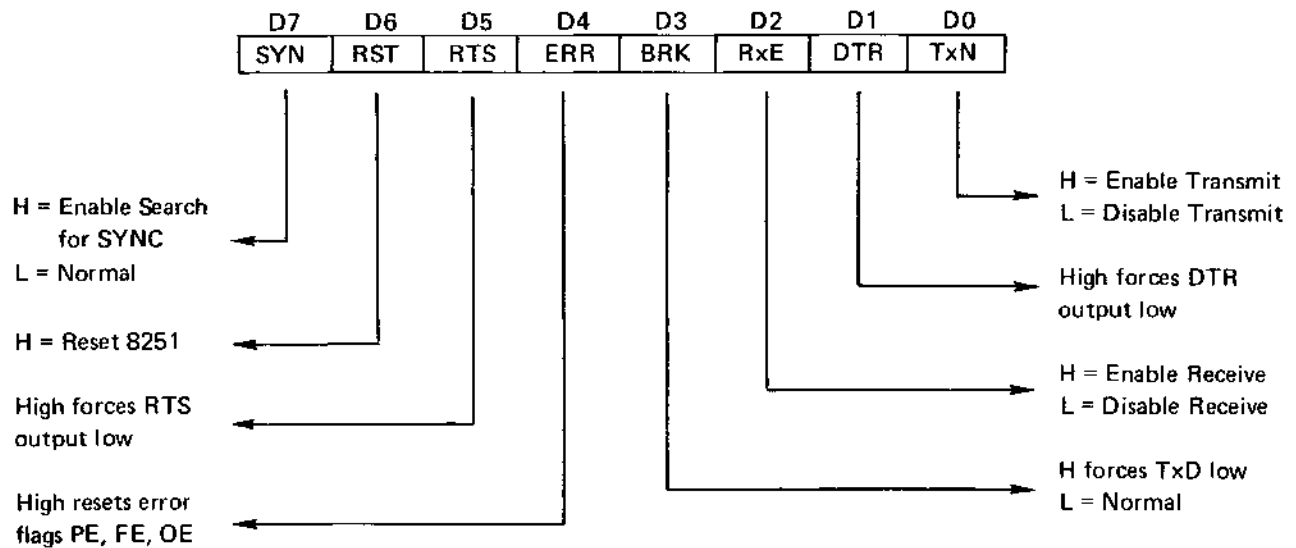 D7 D6 D5 D4 D3 D2 D1 D0
SYN RST RTS ERR BRK RxE DTR TxN
H = Enable Search
for SYNC
L = Normal
H = Reset 8251
High forces RTS
output low
High resets error
flags PE, FE, OE
H = Enable Transmit
L = Disable Transmit
High forces DTR
output low
H = Enable Receive
L = Disable Receive
H forces TxD low
L = Normal